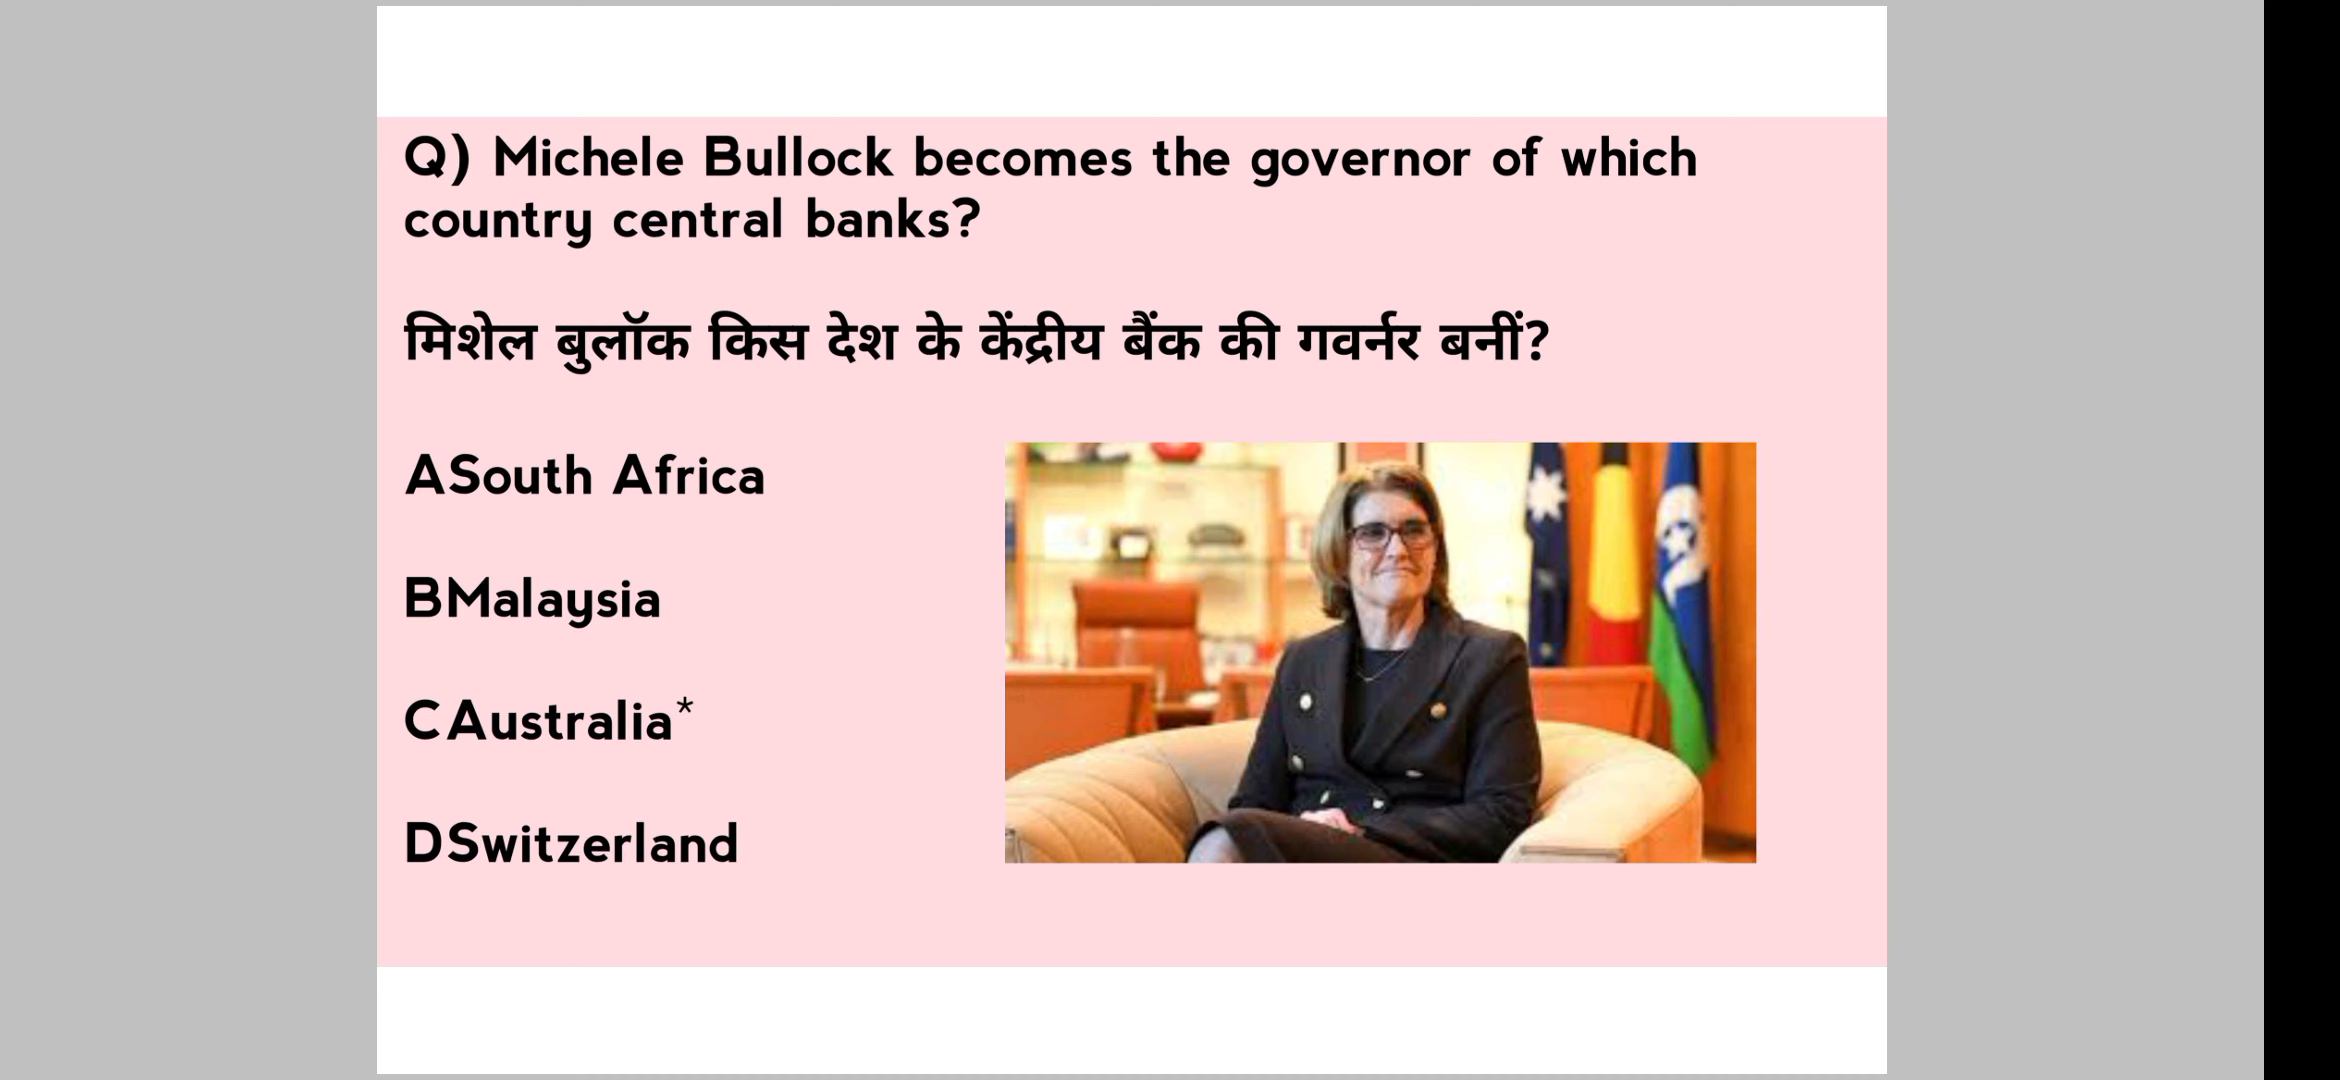 Q) Michele Bullock becomes the governor of which
country central banks?
मिशेल बुलॉक किस देश के केंद्रीय बैंक की गवर्नर बनीं?
ASouth Africa
BMalaysia
CAustralia*
DSwitzerland